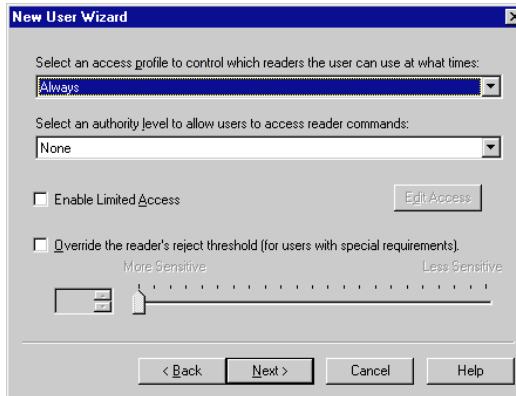 New User Wizard
Select an access profile to control which readers the user can use at what times:
Always
Select an authority level to allow users to access reader commands:
None
Enable Limited Access
Edit Access
Override the reader's reject threshold (for users with special requirements).
More Sensitive Less Sensitive
< Back Next > Cancel Help